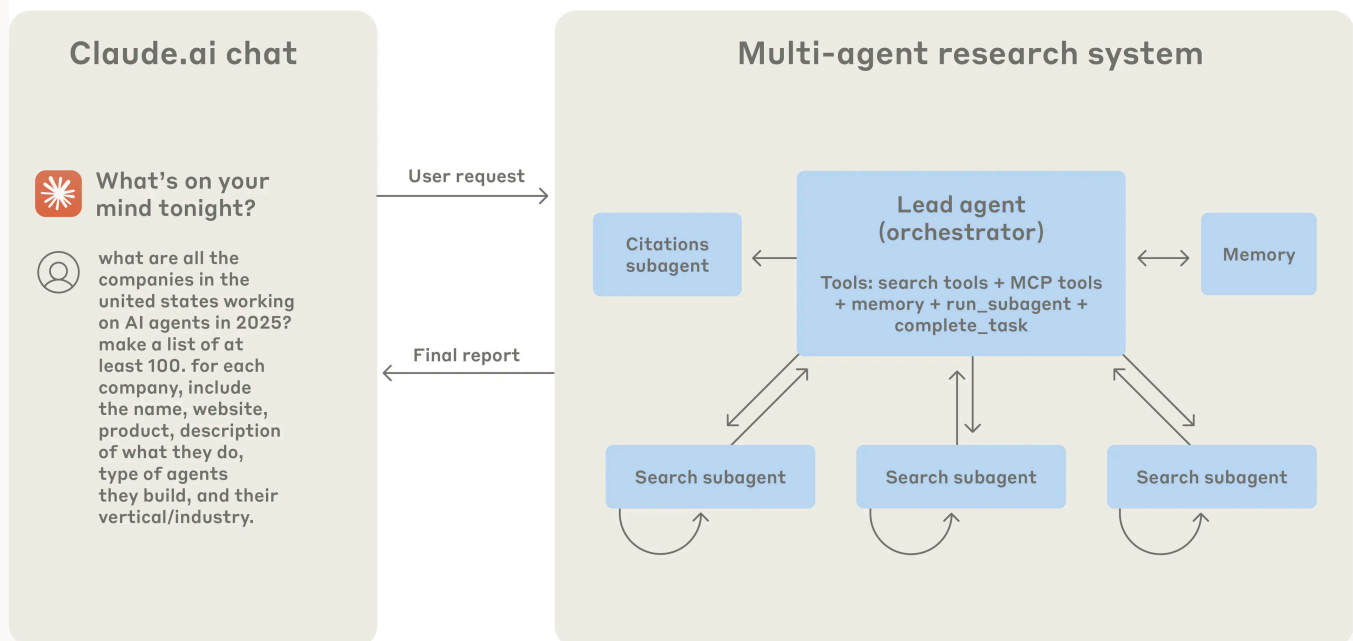 Claude.ai chat
What's on your
mind tonight?
what are all the
companies in the
united states working
on AI agents in 2025?
make a list of at
least 100. for each
company, include
the name, website,
product, description
of what they do,
type of agents
they build, and their
vertical/industry.
User request
Final report
Multi-agent research system
Citations
subagent
Lead agent
(orchestrator)
Tools: search tools + MCP tools
+ memory + run_subagent +
complete_task
Memory
Search subagent
Search subagent
Search subagent